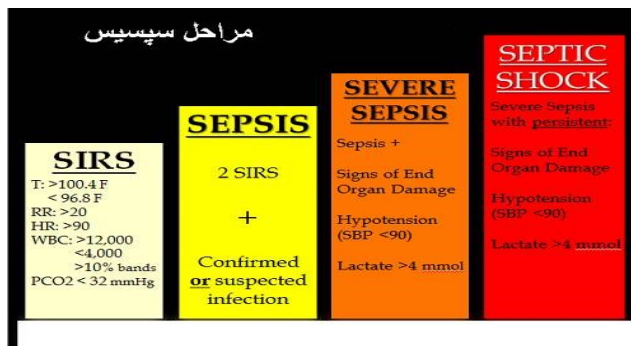 مراحل سپسیس
SIRS
T: >100.4 F
< 96.8 F
RR: >20
HR: >90
WBC: >12,000
<4,000
>10% bands
PCO2 < 32 mmHg
SEPSIS
2 SIRS
+
Confirmed
or suspected
infection
SEVERE
SEPSIS
Sepsis +
Signs of End
Organ Damage
Hypotension
(SBP <90)
Lactate >4 mmol
SEPTIC
SHOCK
Severe Sepsis
with persistent:
Signs of End
Organ Damage
Hypotension
(SBP <90)
Lactate >4 mmol